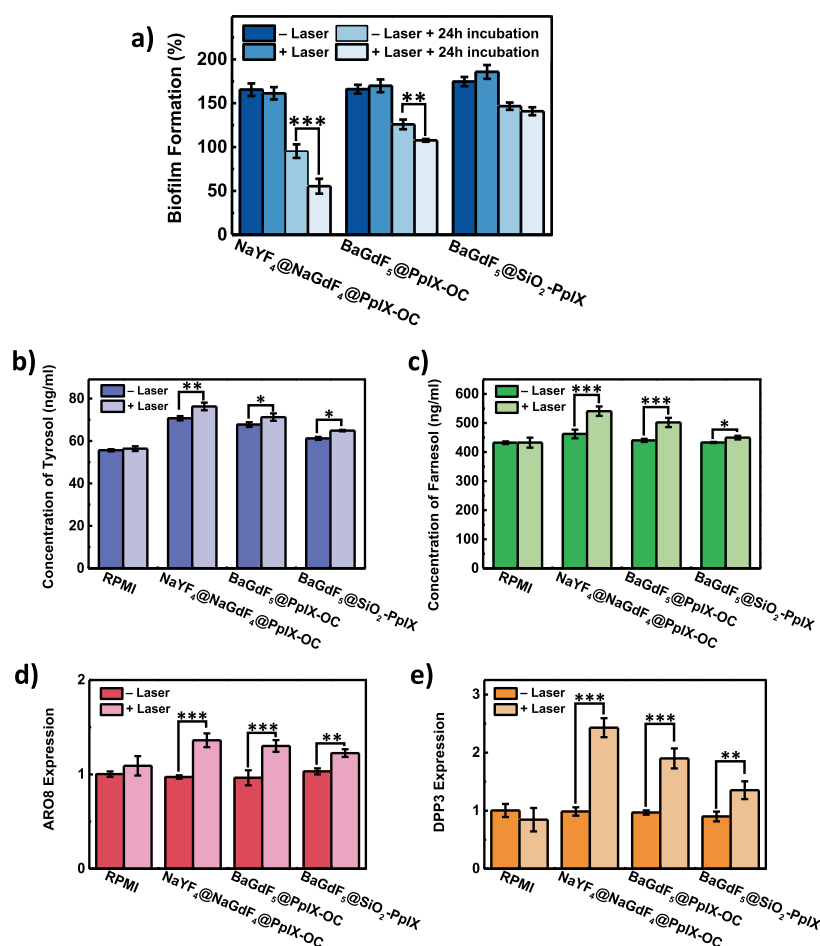 a)
– Laser
– Laser + 24h incubation
+ Laser
+ Laser + 24h incubation
Biofilm Formation (%)
200
150
100
50
0
***
**
NaYF4@NaGdF4@PpIX-OC
BaGdF5@PpIX-OC
BaGdF5@SiO2-PpIX
b)
– Laser
+ Laser
Concentration of Tyrosol (ng/ml)
80
60
40
20
0
**
*
*
RPMI
NaYF4@NaGdF4@PpIX-OC
BaGdF5@PpIX-OC
BaGdF5@SiO2-PpIX
c)
– Laser
+ Laser
Concentration of Farnesol (ng/ml)
600
500
400
300
200
100
0
***
***
*
RPMI
NaYF4@NaGdF4@PpIX-OC
BaGdF5@PpIX-OC
BaGdF5@SiO2-PpIX
d)
– Laser
+ Laser
ARO8 Expression
2
1
0
***
***
**
RPMI
NaYF4@NaGdF4@PpIX-OC
BaGdF5@PpIX-OC
BaGdF5@SiO2-PpIX
e)
– Laser
+ Laser
DPP3 Expression
3
2
1
0
***
***
**
RPMI
NaYF4@NaGdF4@PpIX-OC
BaGdF5@PpIX-OC
BaGdF5@SiO2-PpIX